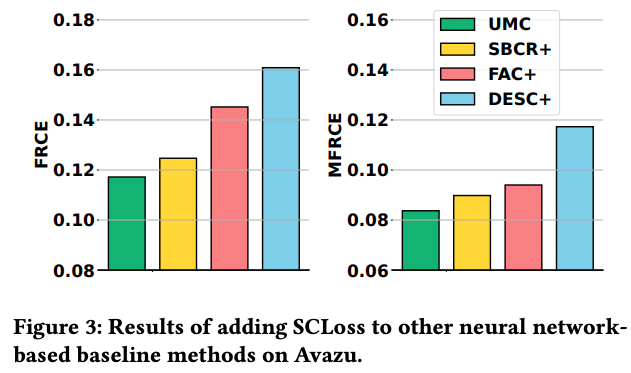 0.18
0.16
0.14
0.12
0.10
0.08
FRCE
0.16
0.14
0.12
0.10
0.08
0.06
MFRCE
UMC
SBCR+
FAC+
DESC+
Figure 3: Results of adding SCLoss to other neural network-
based baseline methods on Avazu.